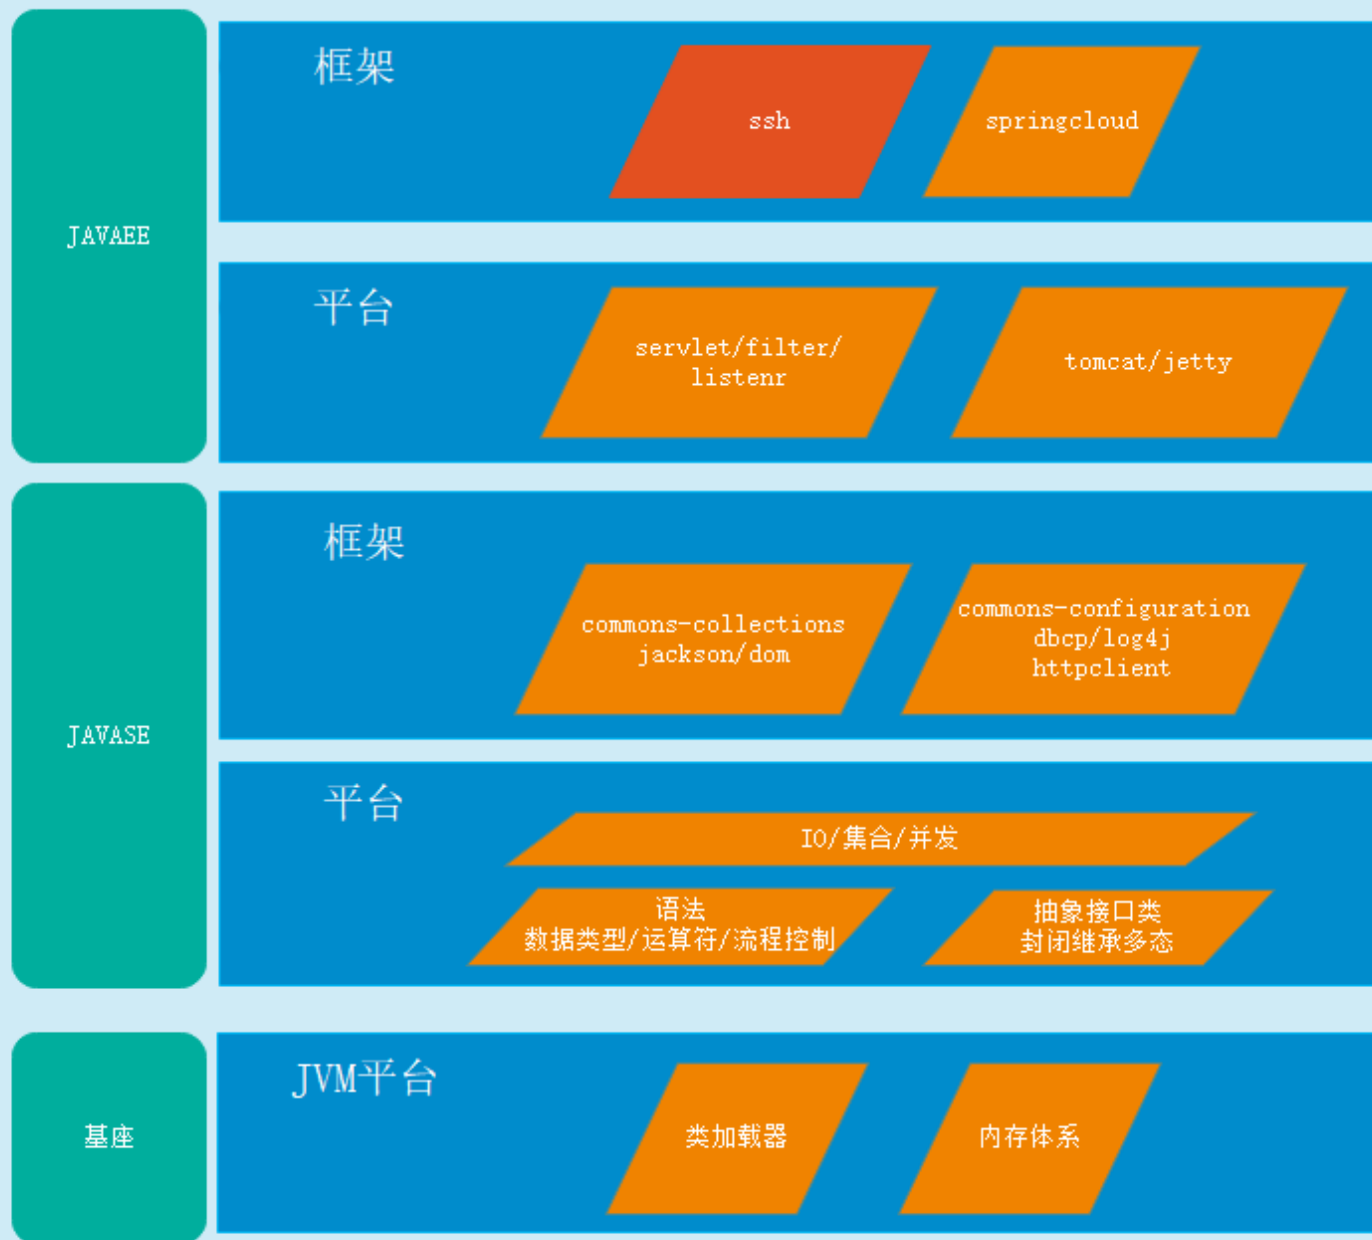 JAVAEE
框架
ssh
springcloud
平台
servlet/filter/
listenr
tomcat/jetty
JAVASE
框架
commons-collections
jackson/dom
commons-configuration
dbcp/log4j
httpclient
平台
IO/集合/并发
语法
数据类型/运算符/流程控制
抽象接口类
封闭继承多态
基座
JVM平台
类加载器
内存体系